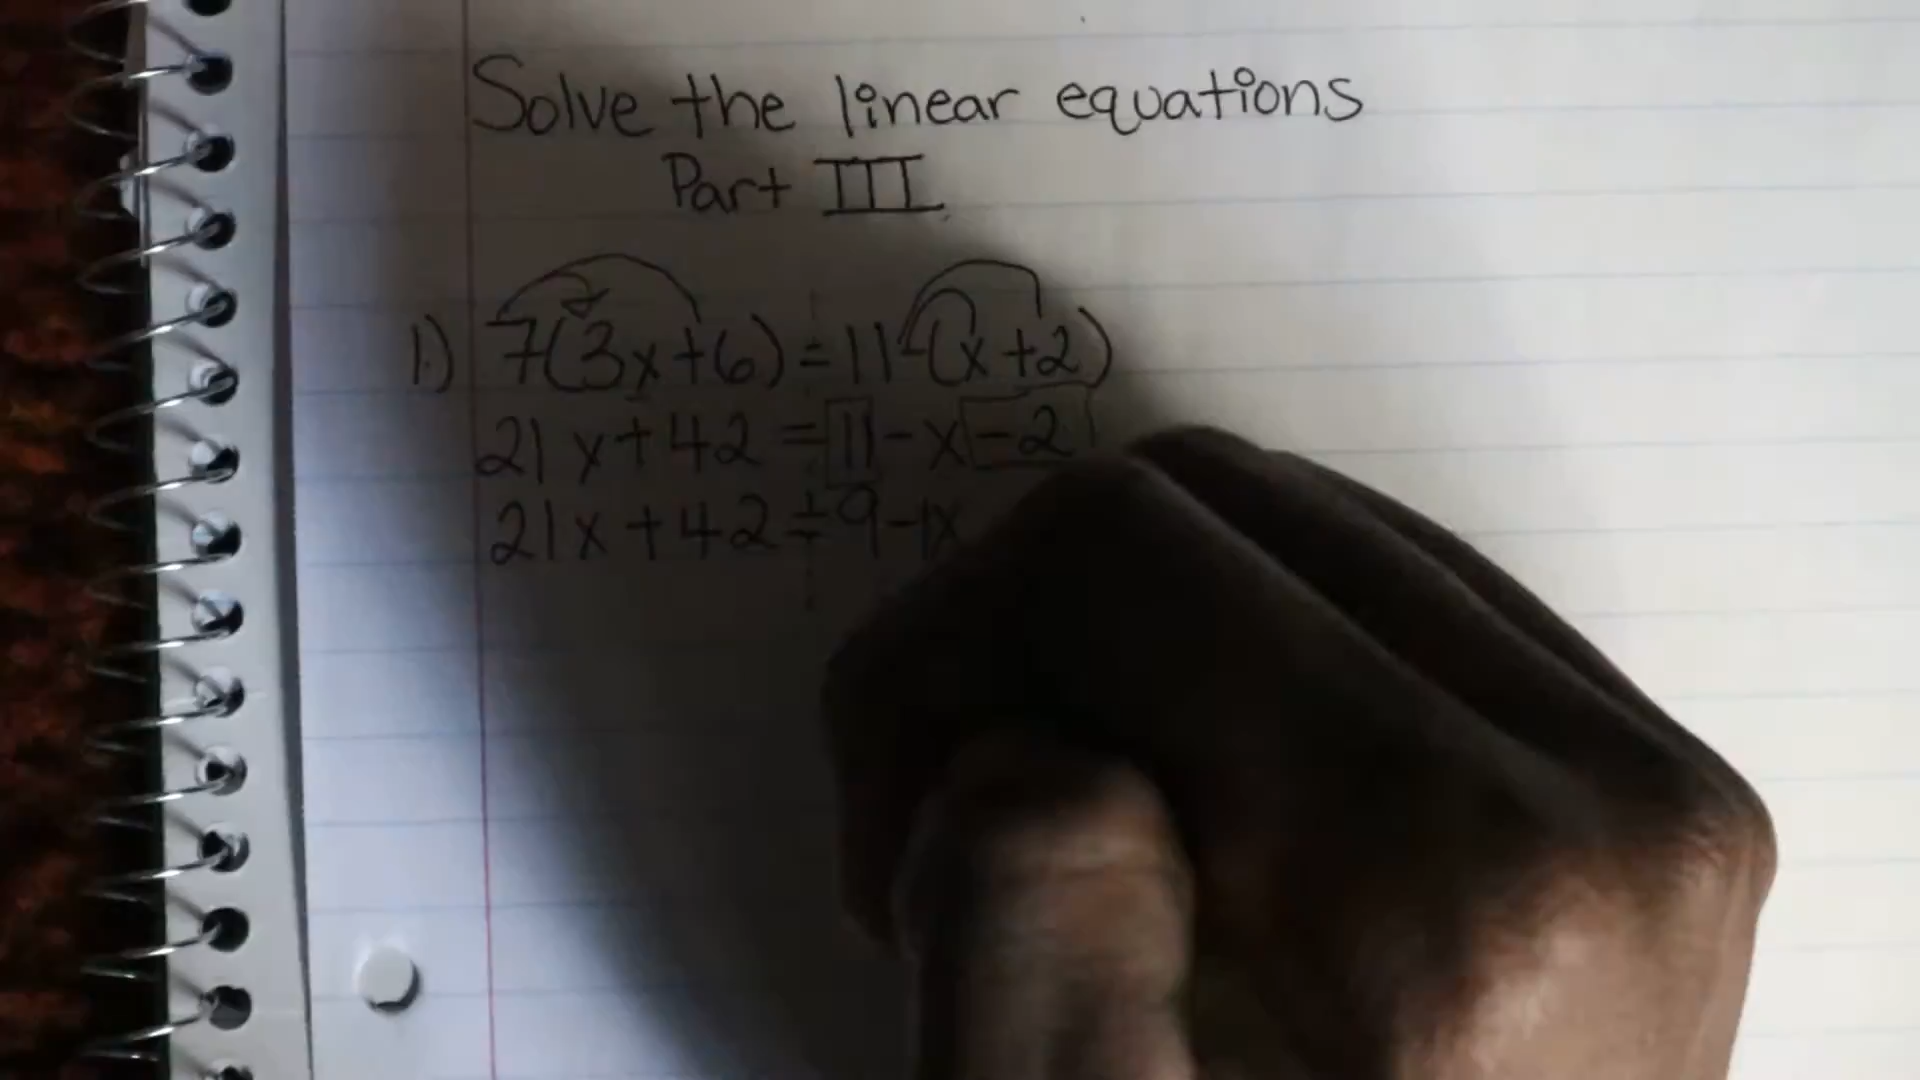 Solve the linear equations
Part III
1.) 7(3x+6)=11-(x+2)
21x+42=11-x-2
21x+42=9-1x